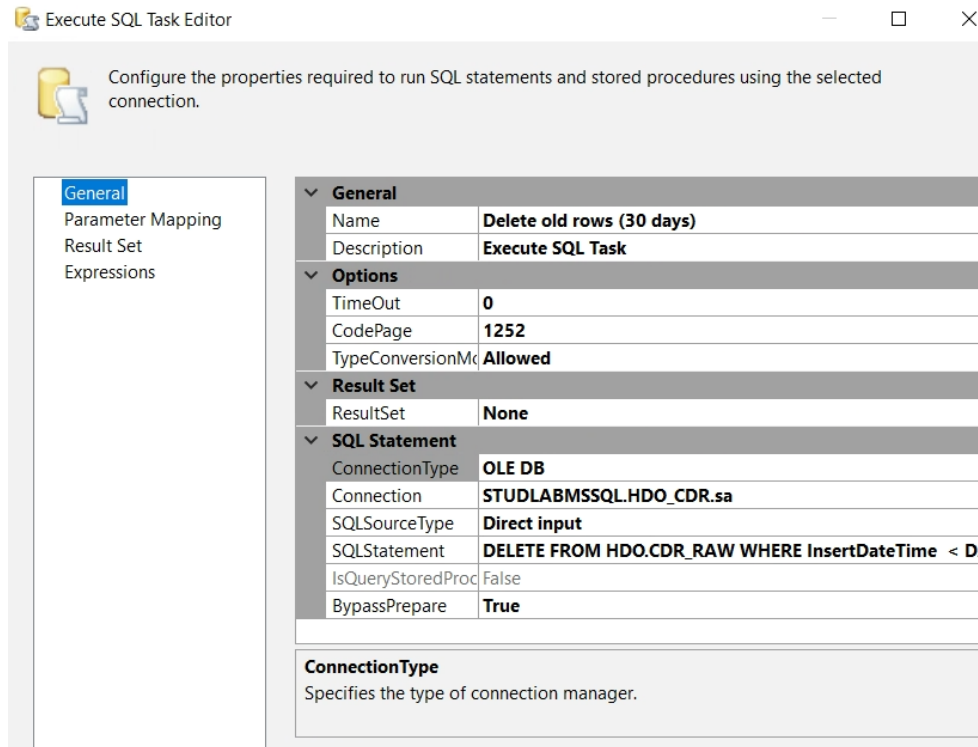 Execute SQL Task Editor
Configure the properties required to run SQL statements and stored procedures using the selected
connection.
General
Parameter Mapping
Result Set
Expressions
General
Name Delete old rows (30 days)
Description Execute SQL Task
Options
TimeOut 0
CodePage 1252
TypeConversionMo Allowed
Result Set
ResultSet None
SQL Statement
ConnectionType OLE DB
Connection STUDLABMSSQL.HDO_CDR.sa
SQLSourceType Direct input
SQLStatement DELETE FROM HDO.CDR_RAW WHERE InsertDateTime < D
IsQueryStoredProc False
BypassPrepare True
ConnectionType
Specifies the type of connection manager.